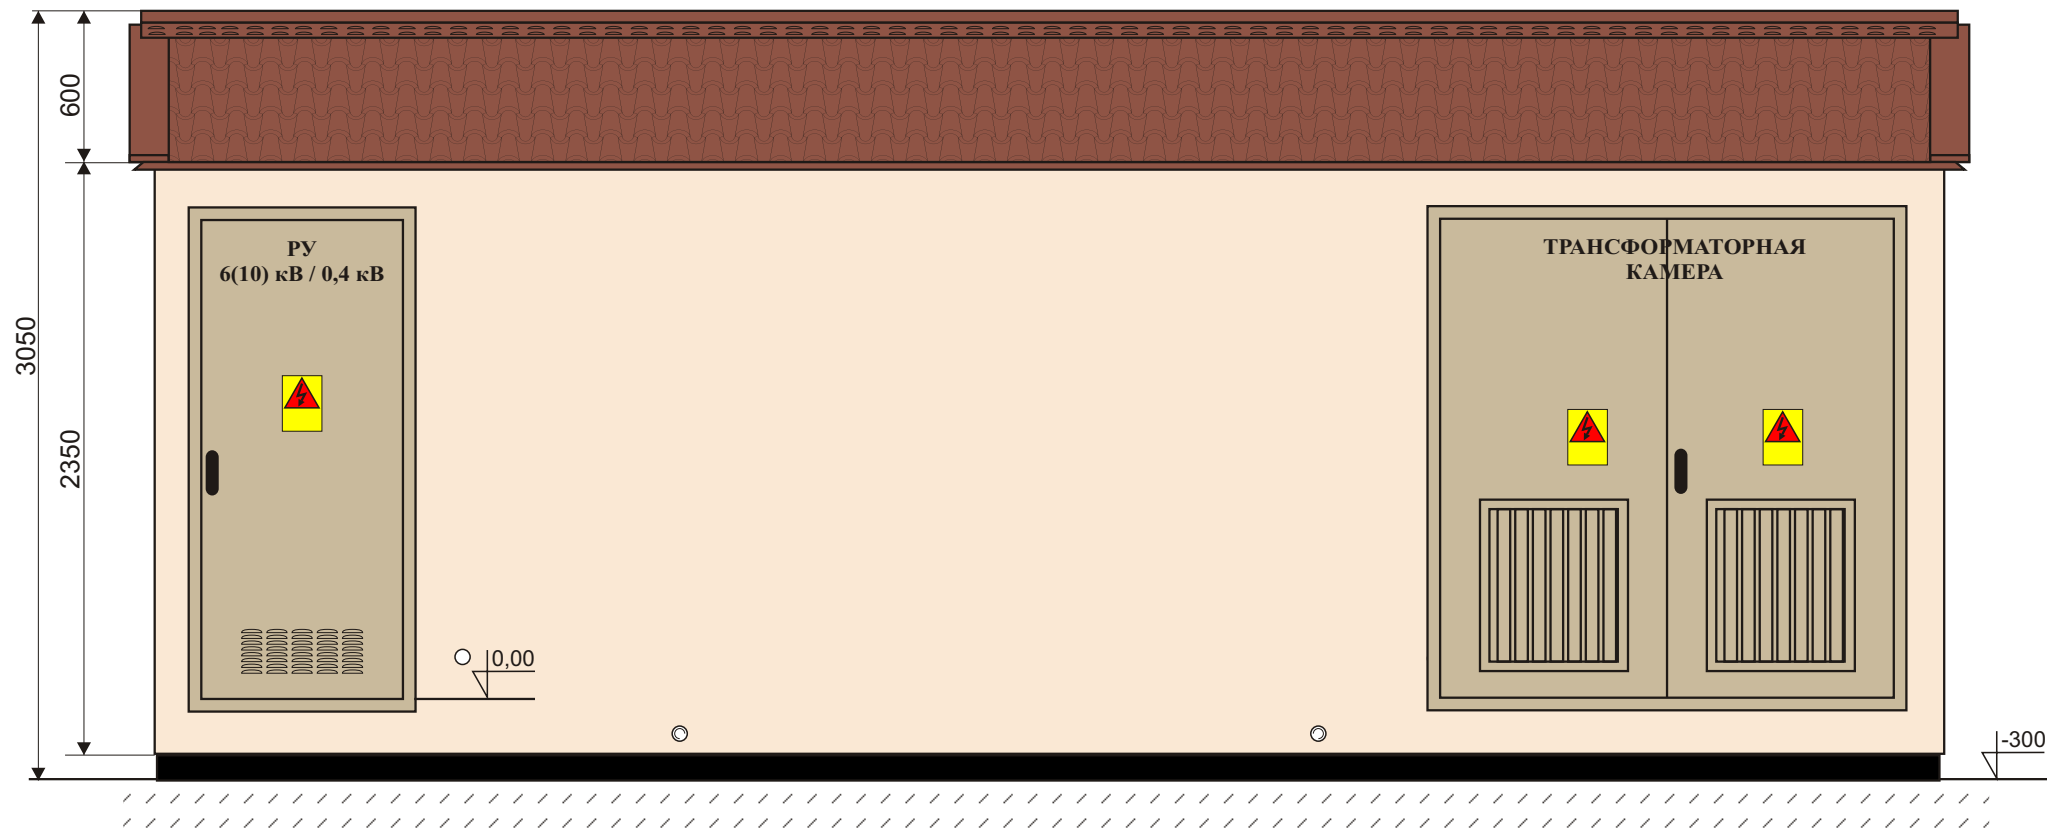 600
РУ
6(10) кВ / 0,4 кВ
ТРАНСФОРМАТОРНАЯ
КАМЕРА
3050
2350
0,00
-300